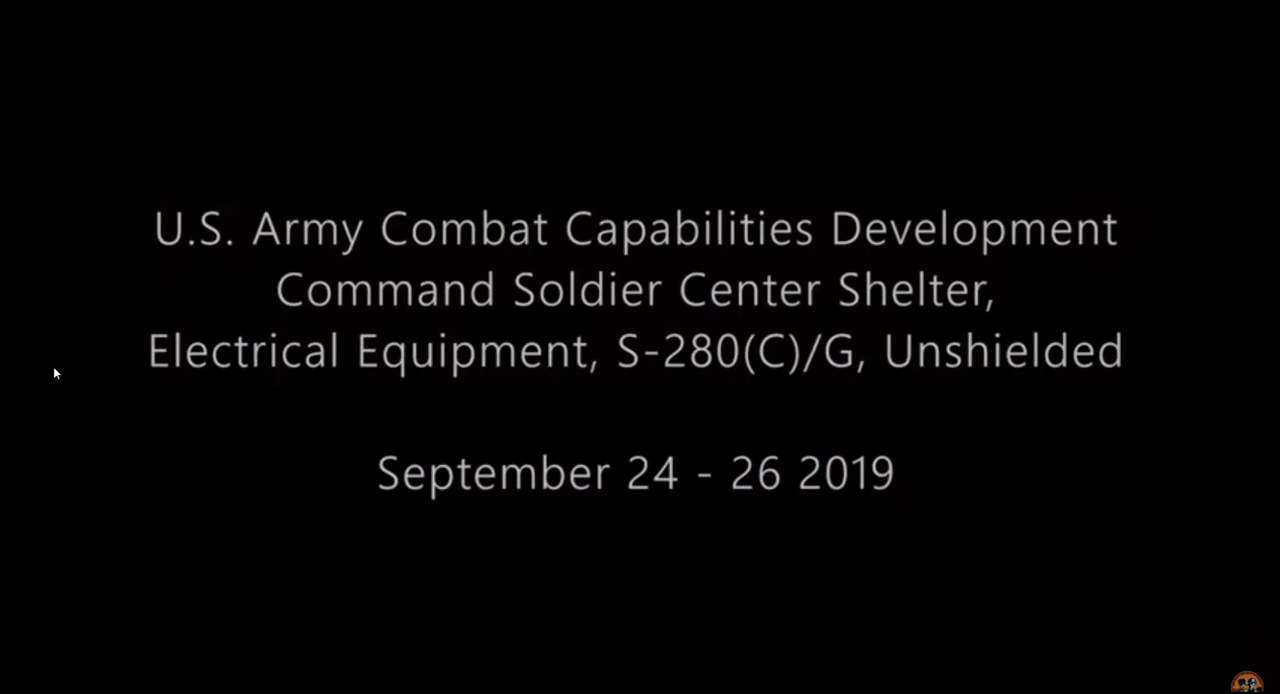 U.S. Army Combat Capabilities Development
Command Soldier Center Shelter,
Electrical Equipment, S-280(C)/G, Unshielded
September 24 - 26 2019